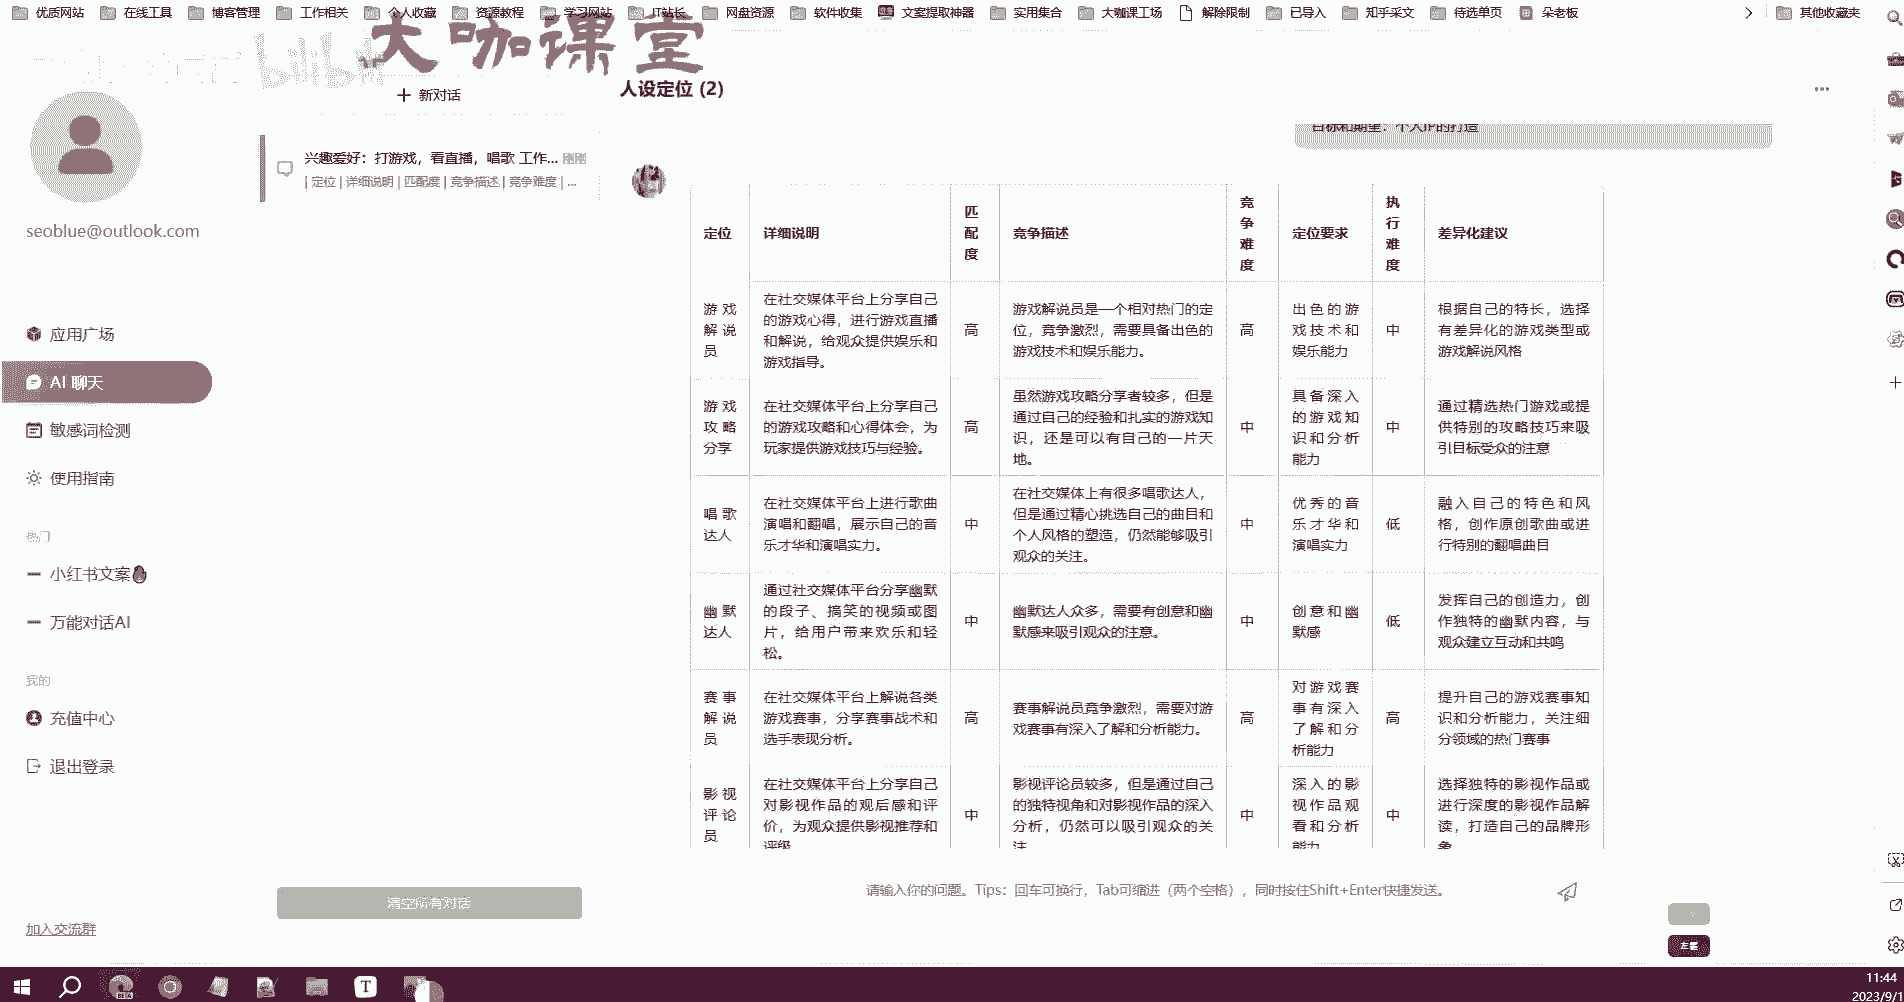 优质网站 在线工具 博客管理 工作相关 个人收藏 资源教程 学习网站 IT站长 网盘资源 软件收集 文案提取神器 实用集合 大咖课工场 解除限制 已导入 知乎采文 待选单页 朵老板 其他收藏夹
大咖课堂
bilibili
人设定位 (2)
+ 新对话
目标和期望：个人IP的打造
兴趣爱好：打游戏，看直播，唱歌 工作... 刚刚
| 定位 | 详细说明 | 匹配度 | 竞争描述 | 竞争难度 | ...
seoblue@outlook.com
应用广场
AI 聊天
敏感词检测
使用指南
热门
小红书文案
万能对话AI
我的
充值中心
退出登录
加入交流群
清空所有对话
定位 详细说明 匹配度 竞争描述 竞争难度 定位要求 执行难度 差异化建议
游戏解说员 在社交媒体平台上分享自己的游戏心得，进行游戏直播和解说，给观众提供娱乐和游戏指导。 高 游戏解说员是一个相对热门的定位，竞争激烈，需要具备出色的游戏技术和娱乐能力。 高 出色的游戏技术和娱乐能力 中 根据自己的特长，选择有差异化的游戏类型或游戏解说风格
游戏攻略分享 在社交媒体平台上分享自己的游戏攻略和心得体会，为玩家提供游戏技巧与经验。 高 虽然游戏攻略分享者较多，但是通过自己的经验和扎实的游戏知识，还是可以有自己的一片天地。 中 具备深入的游戏知识和分析能力 中 通过精选热门游戏或提供特别的攻略技巧来吸引目标受众的注意
唱歌达人 在社交媒体平台上进行歌曲演唱和翻唱，展示自己的音乐才华和演唱实力。 中 在社交媒体上有很多唱歌达人，但是通过精心挑选自己的曲目和个人风格的塑造，仍然能够吸引观众的关注。 中 优秀的音乐才华和演唱实力 低 融入自己的特色和风格，创作原创歌曲或进行特别的翻唱曲目
幽默达人 通过社交媒体平台分享幽默的段子、搞笑的视频或图片，给用户带来欢乐和轻松。 中 幽默达人众多，需要有创意和幽默感来吸引观众的注意。 中 创意和幽默感 低 发挥自己的创造力，创作独特的幽默内容，与观众建立互动和共鸣
赛事解说员 在社交媒体平台上解说各类游戏赛事，分享赛事战术和选手表现分析。 高 赛事解说员竞争激烈，需要对游戏赛事有深入了解和分析能力。 高 对游戏赛事有深入了解和分析能力 高 提升自己的游戏赛事知识和分析能力，关注细分领域的热门赛事
影视评论员 在社交媒体平台上分享自己对影视作品的观后感和评价，为观众提供影视推荐和评级 中 影视评论员较多，但是通过自己的独特视角和对影视作品的深入分析，仍然可以吸引观众的关注 中 深入的影视作品观看和分析能力 中 选择独特的影视作品或进行深度的影视作品解读，打造自己的品牌形象
请输入你的问题。Tips：回车可换行，Tab可缩进（两个空格），同时按住Shift+Enter快捷发送。
左键
BETA
T
11:44
2023/9/1